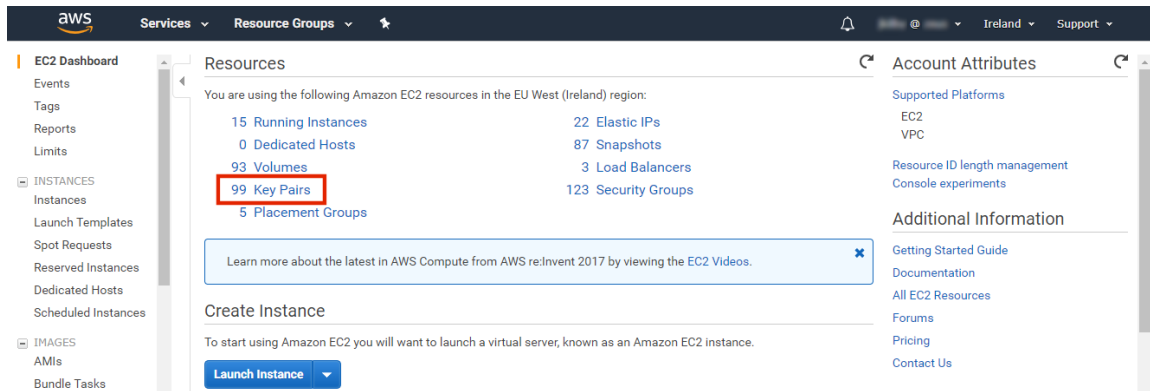 aws Services Resource Groups @ Ireland Support
EC2 Dashboard
Events
Tags
Reports
Limits
INSTANCES
Instances
Launch Templates
Spot Requests
Reserved Instances
Dedicated Hosts
Scheduled Instances
IMAGES
AMIs
Bundle Tasks
Resources
You are using the following Amazon EC2 resources in the EU West (Ireland) region:
15 Running Instances 22 Elastic IPs
0 Dedicated Hosts 87 Snapshots
93 Volumes 3 Load Balancers
99 Key Pairs 123 Security Groups
5 Placement Groups
Learn more about the latest in AWS Compute from AWS re:Invent 2017 by viewing the EC2 Videos.
Create Instance
To start using Amazon EC2 you will want to launch a virtual server, known as an Amazon EC2 instance.
Launch Instance
Account Attributes
Supported Platforms
EC2
VPC
Resource ID length management
Console experiments
Additional Information
Getting Started Guide
Documentation
All EC2 Resources
Forums
Pricing
Contact Us